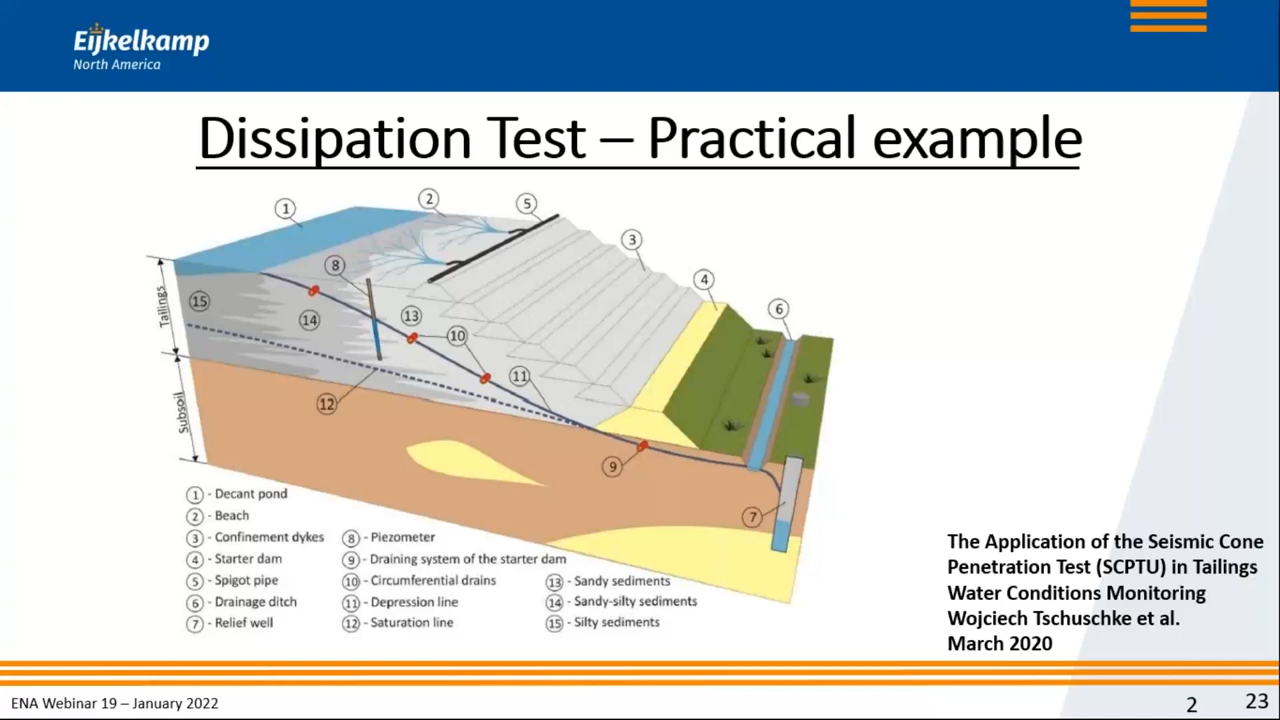 Eijkelkamp
North America
Dissipation Test – Practical example
1
2
5
3
4
6
8
15
14
13
10
11
12
9
7
Tailings
Subsoil
1 - Decant pond
2 - Beach
3 - Confinement dykes
4 - Starter dam
5 - Spigot pipe
6 - Drainage ditch
7 - Relief well
8 - Piezometer
9 - Draining system of the starter dam
10 - Circumferential drains
11 - Depression line
12 - Saturation line
13 - Sandy sediments
14 - Sandy-silty sediments
15 - Silty sediments
The Application of the Seismic Cone
Penetration Test (SCPTU) in Tailings
Water Conditions Monitoring
Wojciech Tschuschke et al.
March 2020
ENA Webinar 19 – January 2022
2
23